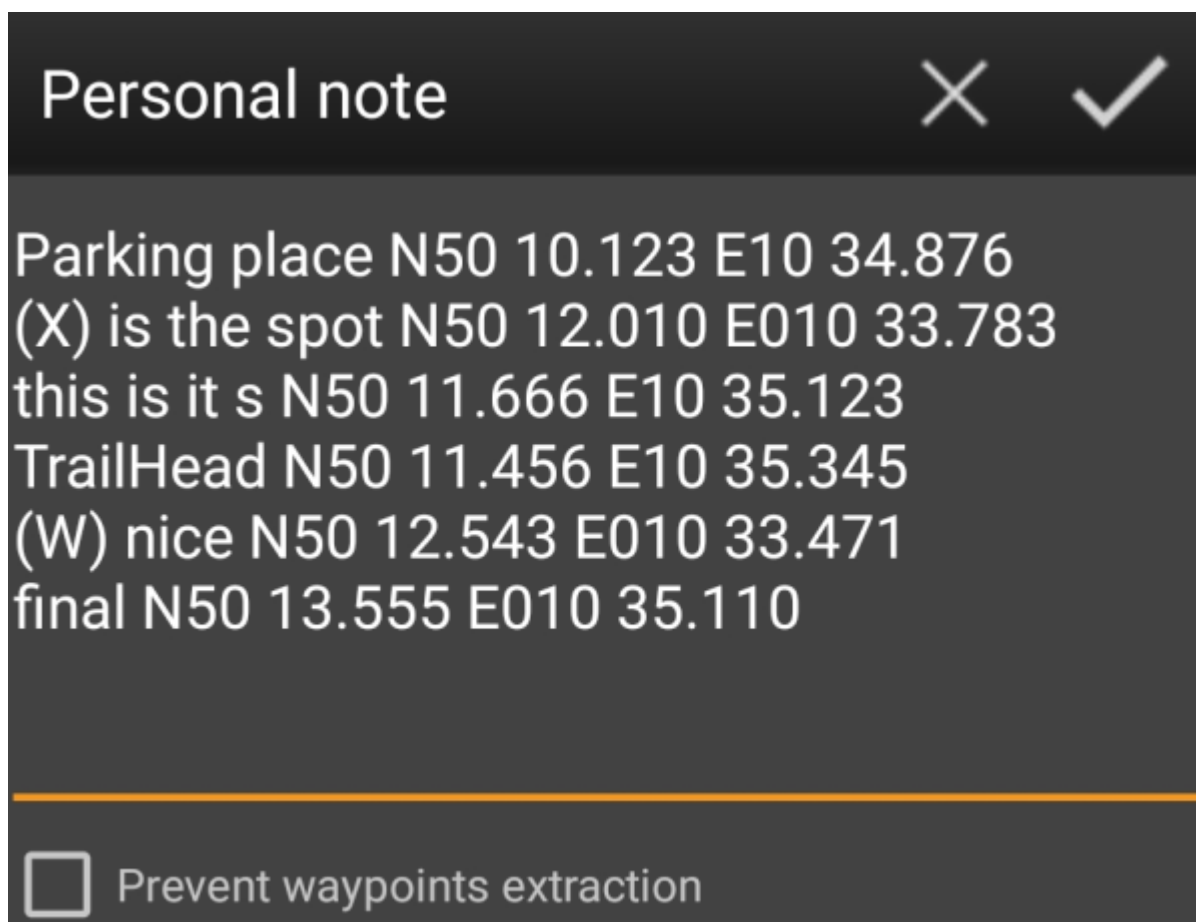 Personal note
Parking place N50 10.123 E10 34.876
(X) is the spot N50 12.010 E010 33.783
this is it s N50 11.666 E10 35.123
TrailHead N50 11.456 E10 35.345
(W) nice N50 12.543 E010 33.471
final N50 13.555 E010 35.110
Prevent waypoints extraction